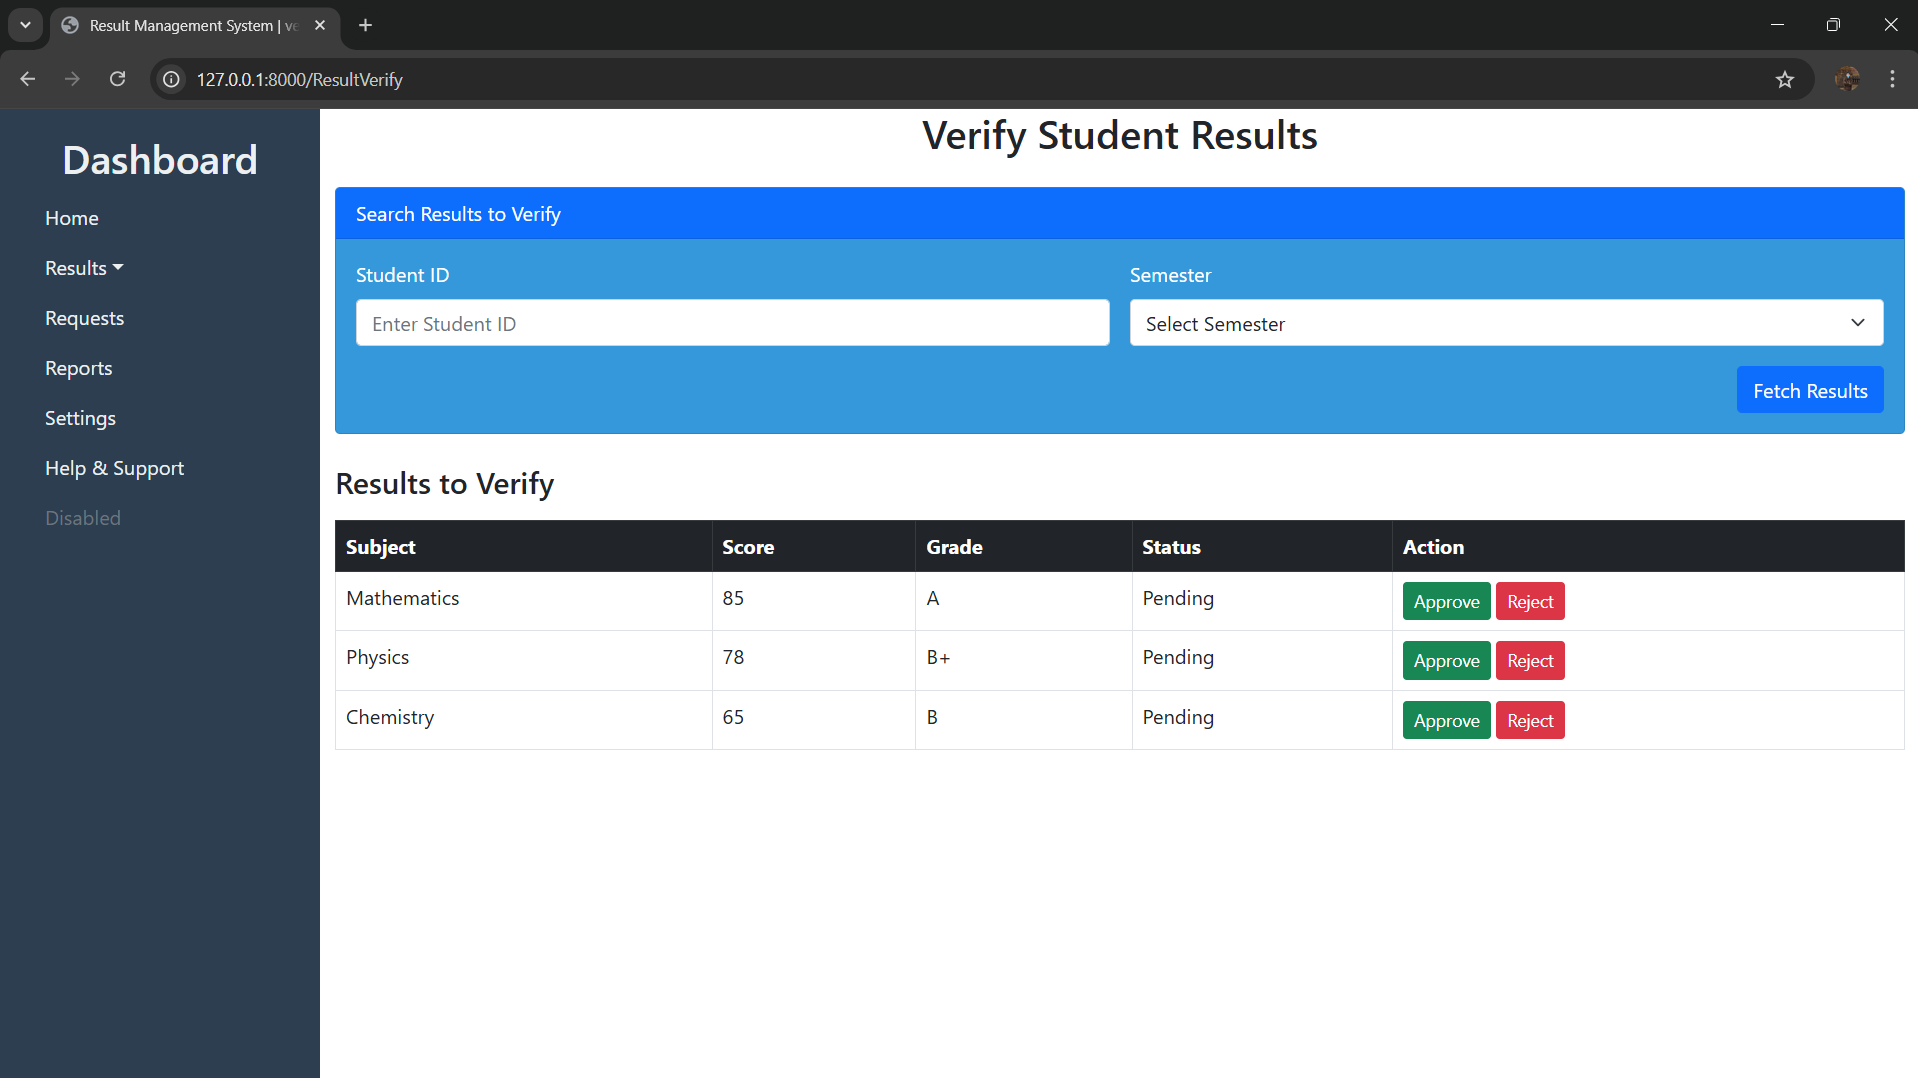 Result Management System | ve
127.0.0.1:8000/ResultVerify
Dashboard
Home
Results
Requests
Reports
Settings
Help & Support
Disabled
Verify Student Results
Search Results to Verify
Student ID
Enter Student ID
Semester
Select Semester
Fetch Results
Results to Verify
Subject Score Grade Status Action
Mathematics 85 A Pending Approve Reject
Physics 78 B+ Pending Approve Reject
Chemistry 65 B Pending Approve Reject